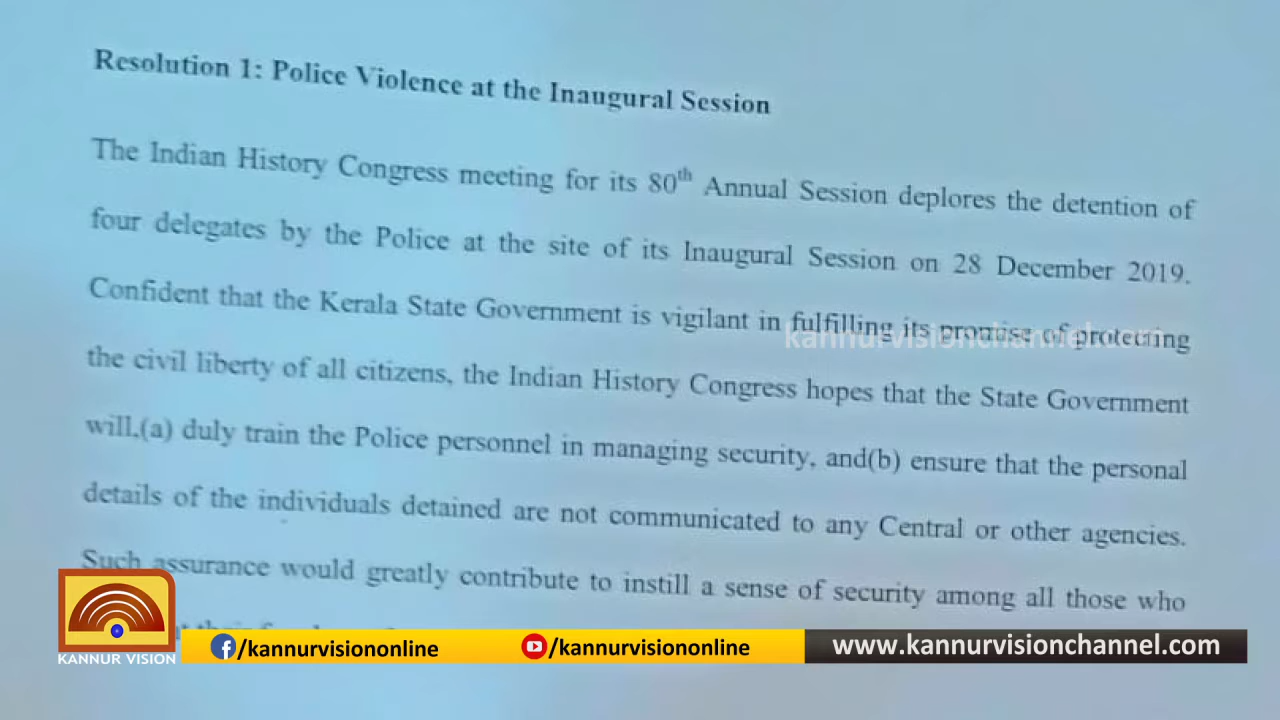 Resolution 1: Police Violence at the Inaugural Session
The Indian History Congress meeting for its 80th Annual Session deplores the detention of
four delegates by the Police at the site of its Inaugural Session on 28 December 2019.
Confident that the Kerala State Government is vigilant in fulfilling its promise of protecting
kannurvisionchannel.com
the civil liberty of all citizens, the Indian History Congress hopes that the State Government
will,(a) duly train the Police personnel in managing security, and(b) ensure that the personal
details of the individuals detained are not communicated to any Central or other agencies.
Such assurance would greatly contribute to instill a sense of security among all those who
KANNUR VISION
/kannurvisiononline
/kannurvisiononline
www.kannurvisionchannel.com